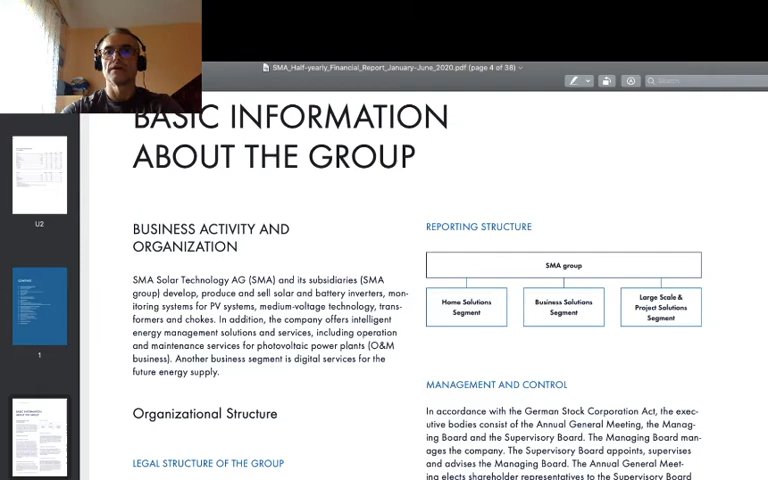 SMA_Half-yearly_Financial_Report_January-June_2020.pdf (page 4 of 38)
Search
BASIC INFORMATION
ABOUT THE GROUP
BUSINESS ACTIVITY AND
ORGANIZATION
SMA Solar Technology AG (SMA) and its subsidiaries (SMA
group) develop, produce and sell solar and battery inverters, mon-
itoring systems for PV systems, medium-voltage technology, trans-
formers and chokes. In addition, the company offers intelligent
energy management solutions and services, including operation
and maintenance services for photovoltaic power plants (O&M
business). Another business segment is digital services for the
future energy supply.
Organizational Structure
LEGAL STRUCTURE OF THE GROUP
REPORTING STRUCTURE
SMA group
Home Solutions
Segment
Business Solutions
Segment
Large Scale &
Project Solutions
Segment
MANAGEMENT AND CONTROL
In accordance with the German Stock Corporation Act, the exec-
utive bodies consist of the Annual General Meeting, the Manag-
ing Board and the Supervisory Board. The Managing Board man-
ages the company. The Supervisory Board appoints, supervises
and advises the Managing Board. The Annual General Meet-
ing elects shareholder representatives to the Supervisory Board
U2
1